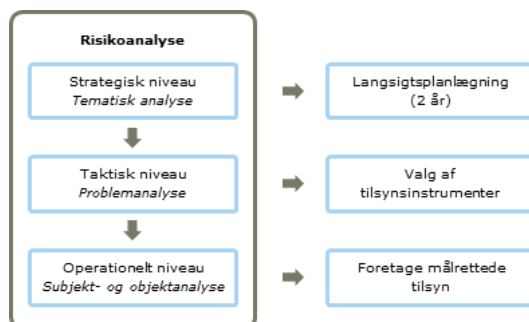 Risikoanalyse
Strategisk niveau
Tematisk analyse
Langsigtsplanlægning
(2 år)
Taktisk niveau
Problemanalyse
Valg af
tilsynsinstrumenter
Operationelt niveau
Subjekt- og objektanalyse
Foretage målrettede
tilsyn